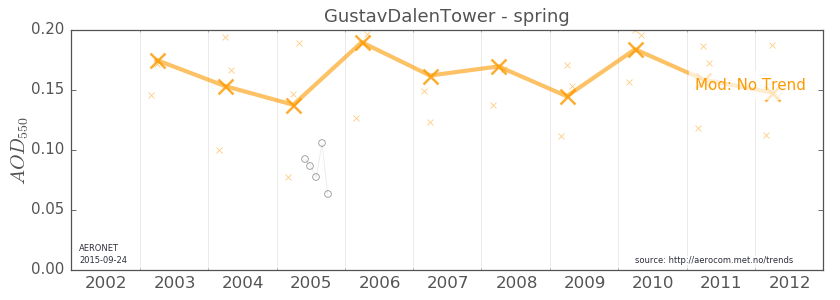 GustavDalenTower - spring
0.20
0.15
0.10
0.05
0.00
AOD550
Mod: No Trend
AERONET
2015-09-24
source: http://aerocom.met.no/trends
2002 2003 2004 2005 2006 2007 2008 2009 2010 2011 2012